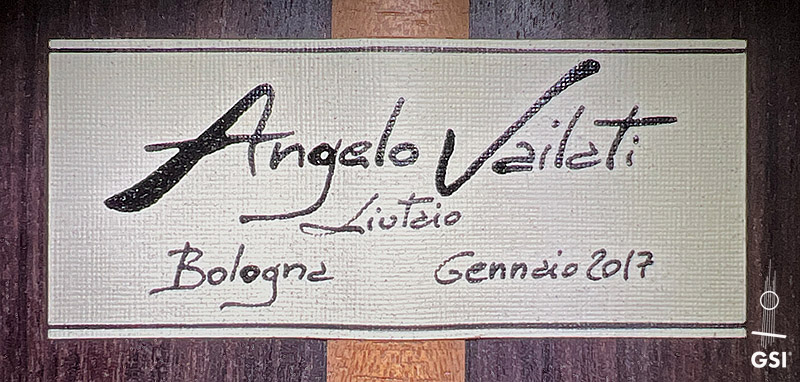 Angelo Vailati
Liutaio
Bologna Gennaio 2017
GSI